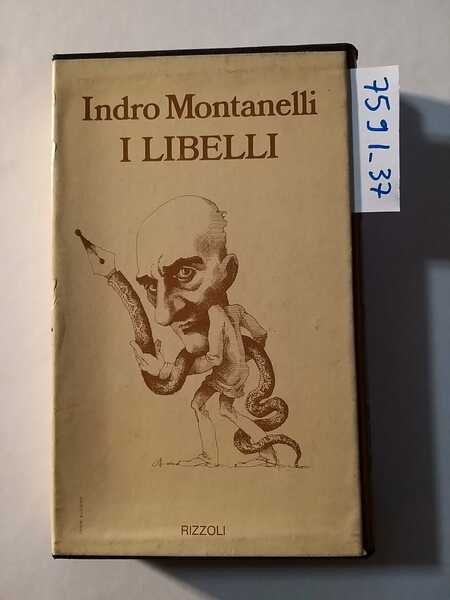 Indro Montanelli
I LIBELLI
RIZZOLI
7591_37